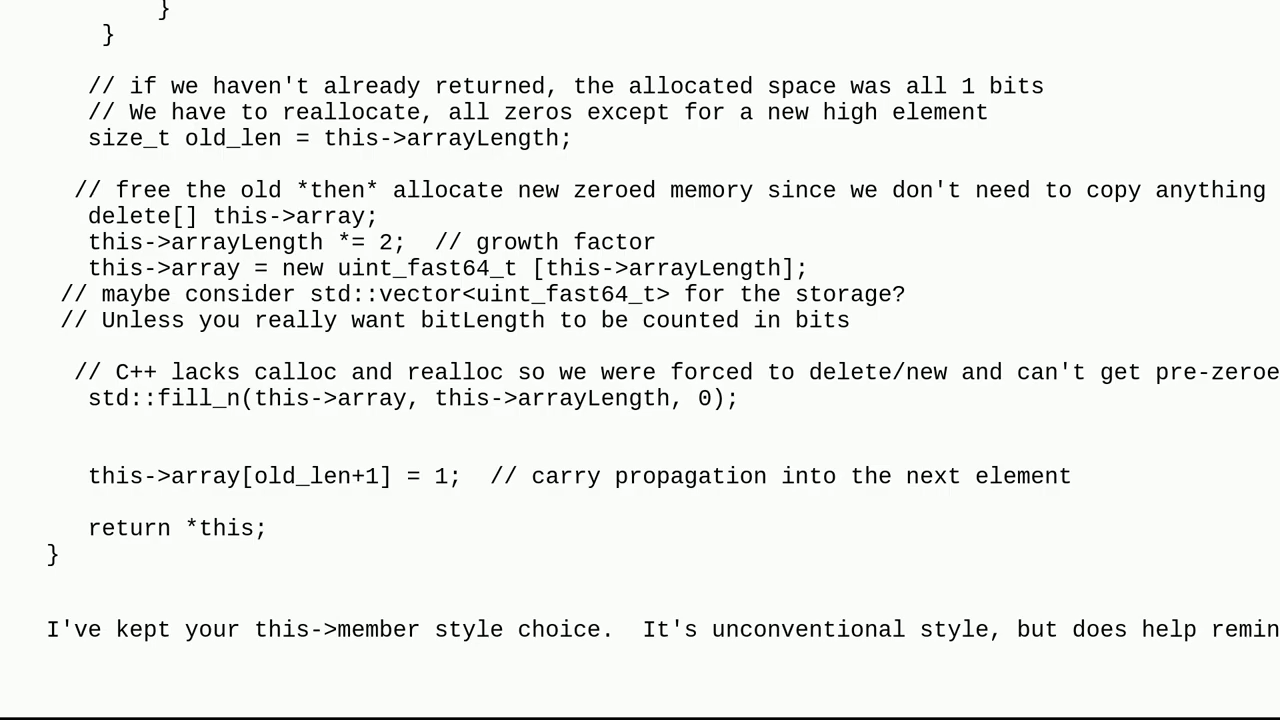 }
}
// if we haven't already returned, the allocated space was all 1 bits
// We have to reallocate, all zeros except for a new high element
size_t old_len = this->arrayLength;
// free the old *then* allocate new zeroed memory since we don't need to copy anything
delete[] this->array;
this->arrayLength *= 2;  // growth factor
this->array = new uint_fast64_t [this->arrayLength];
// maybe consider std::vector<uint_fast64_t> for the storage?
// Unless you really want bitLength to be counted in bits
// C++ lacks calloc and realloc so we were forced to delete/new and can't get pre-zeroe
std::fill_n(this->array, this->arrayLength, 0);
this->array[old_len+1] = 1;  // carry propagation into the next element
return *this;
}
I've kept your this->member style choice.  It's unconventional style, but does help remin